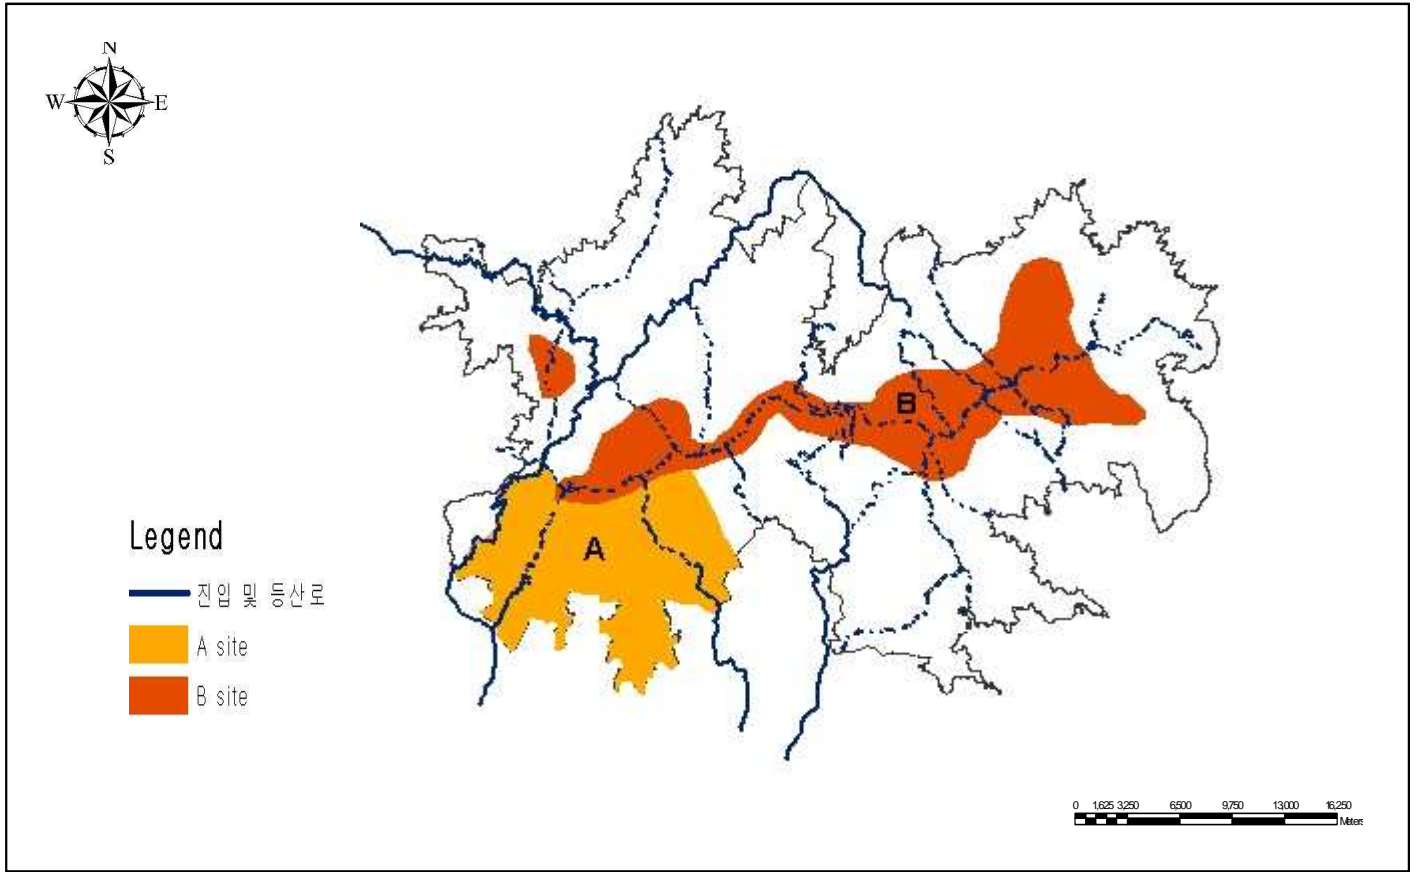 N
W E
S
A
B
Legend
진입 및 등산로
A site
B site
0 1,625 3,250 6,500 9,750 13,000 16,250
Meters